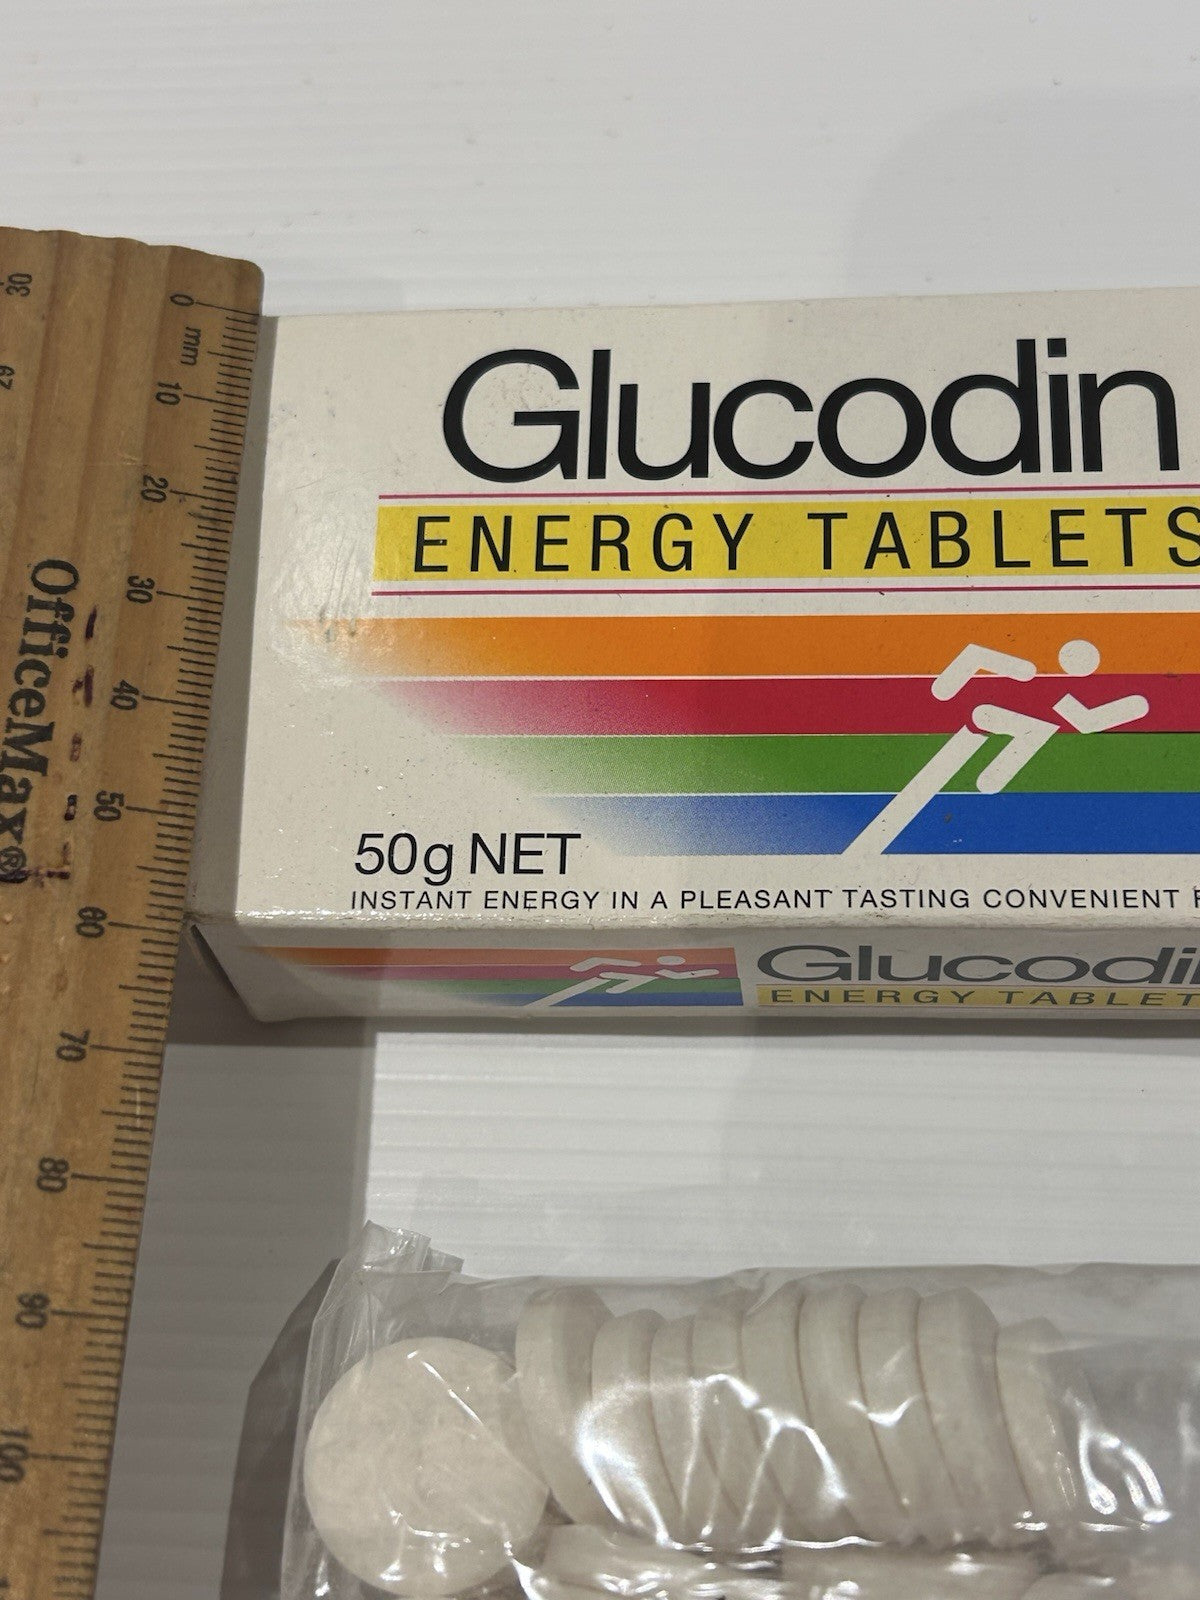 Glucodin
ENERGY TABLETS
50g NET
INSTANT ENERGY IN A PLEASANT TASTING CONVENIENT
Glucodi
ENERGY TABLET
OfficeMax®
0
mm
10
20
30
40
50
60
70
80
90
100
30